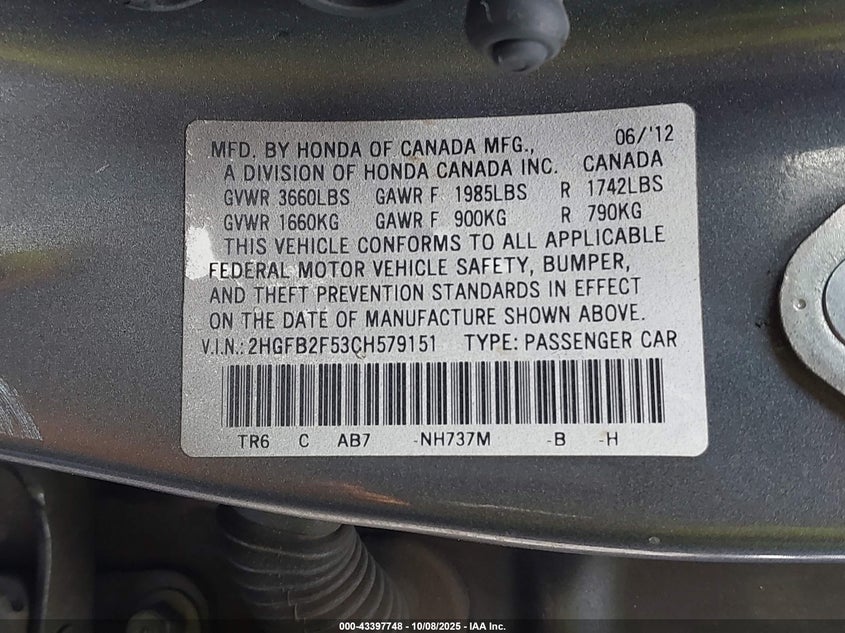 MFD. BY HONDA OF CANADA MFG., 06/'12
A DIVISION OF HONDA CANADA INC. CANADA
GVWR 3660LBS GAWR F 1985LBS R 1742LBS
GVWR 1660KG GAWR F 900KG R 790KG
THIS VEHICLE CONFORMS TO ALL APPLICABLE
FEDERAL MOTOR VEHICLE SAFETY, BUMPER,
AND THEFT PREVENTION STANDARDS IN EFFECT
ON THE DATE OF MANUFACTURE SHOWN ABOVE.
V.I.N.: 2HGFB2F53CH579151 TYPE: PASSENGER CAR
TR6 C AB7 -NH737M -B -H
000-43397748 - 10/08/2025 - IAA Inc.